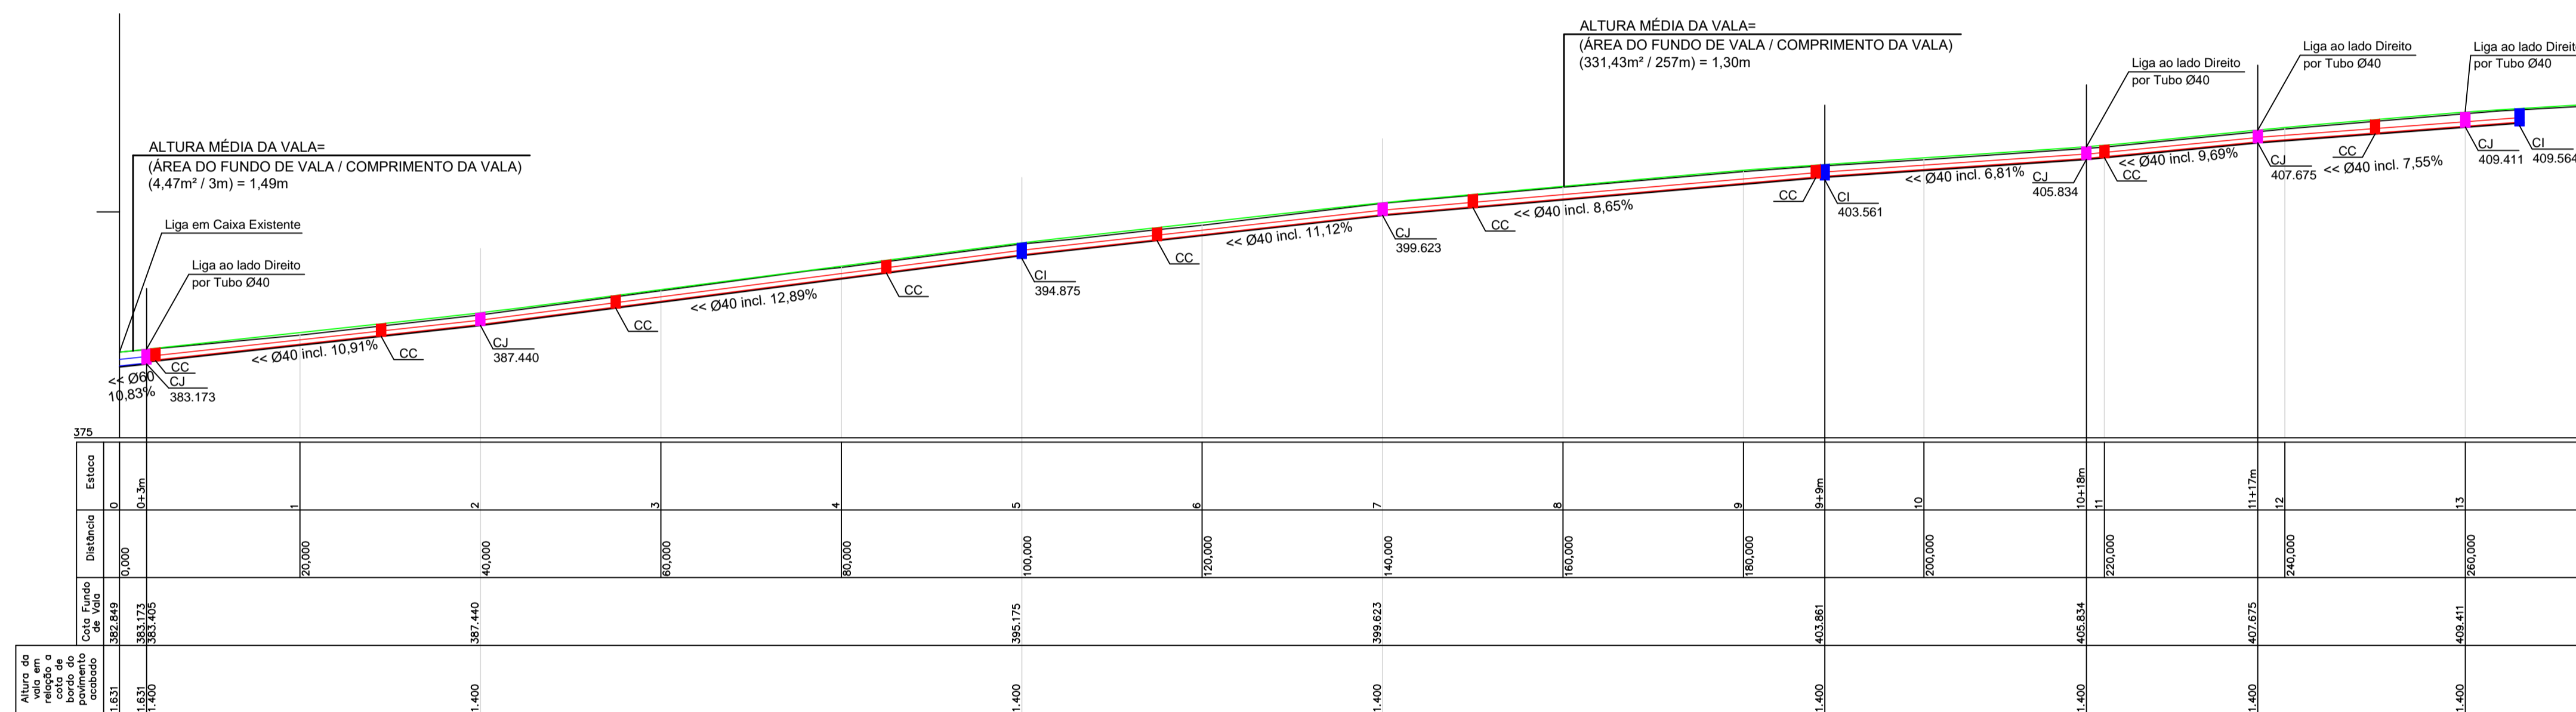 ALTURA MÉDIA DA VALA=
(ÁREA DO FUNDO DE VALA / COMPRIMENTO DA VALA)
(331,43m² / 257m) = 1,30m
Liga ao lado Direito
por Tubo Ø40
Liga ao lado Direito
por Tubo Ø40
Liga ao lado Direit
por Tubo Ø40
ALTURA MÉDIA DA VALA=
(ÁREA DO FUNDO DE VALA / COMPRIMENTO DA VALA)
(4,47m² / 3m) = 1,49m
Liga em Caixa Existente
Liga ao lado Direito
por Tubo Ø40
<< Ø60
10,83%
CC
CJ
383.173
<< Ø40 incl. 10,91%
CC
CJ
387.440
CC
<< Ø40 incl. 12,89%
CC
CI
394.875
CC
<< Ø40 incl. 11,12%
CJ
399.623
CC
<< Ø40 incl. 8,65%
CC
CI
403.561
<< Ø40 incl. 6,81%
CJ
405.834
CC
<< Ø40 incl. 9,69%
CJ
407.675
CC
<< Ø40 incl. 7,55%
CJ
409.411
CI
409.564
375
Estaca
0
0+3m
1
2
3
4
5
6
7
8
9
9+9m
10
10+18m
11
11+17m
12
13
Distância
0,000
20,000
40,000
60,000
80,000
100,000
120,000
140,000
160,000
180,000
200,000
220,000
240,000
260,000
Cota Fundo
de Vala
382.849
383.173
383.405
387.440
395.175
399.623
403.861
405.834
407.675
409.411
Altura da
vala em
relação a
cota de
bordo do
pavimento
acabado
1.631
1.631
1.400
1.400
1.400
1.400
1.400
1.400
1.400
1.400